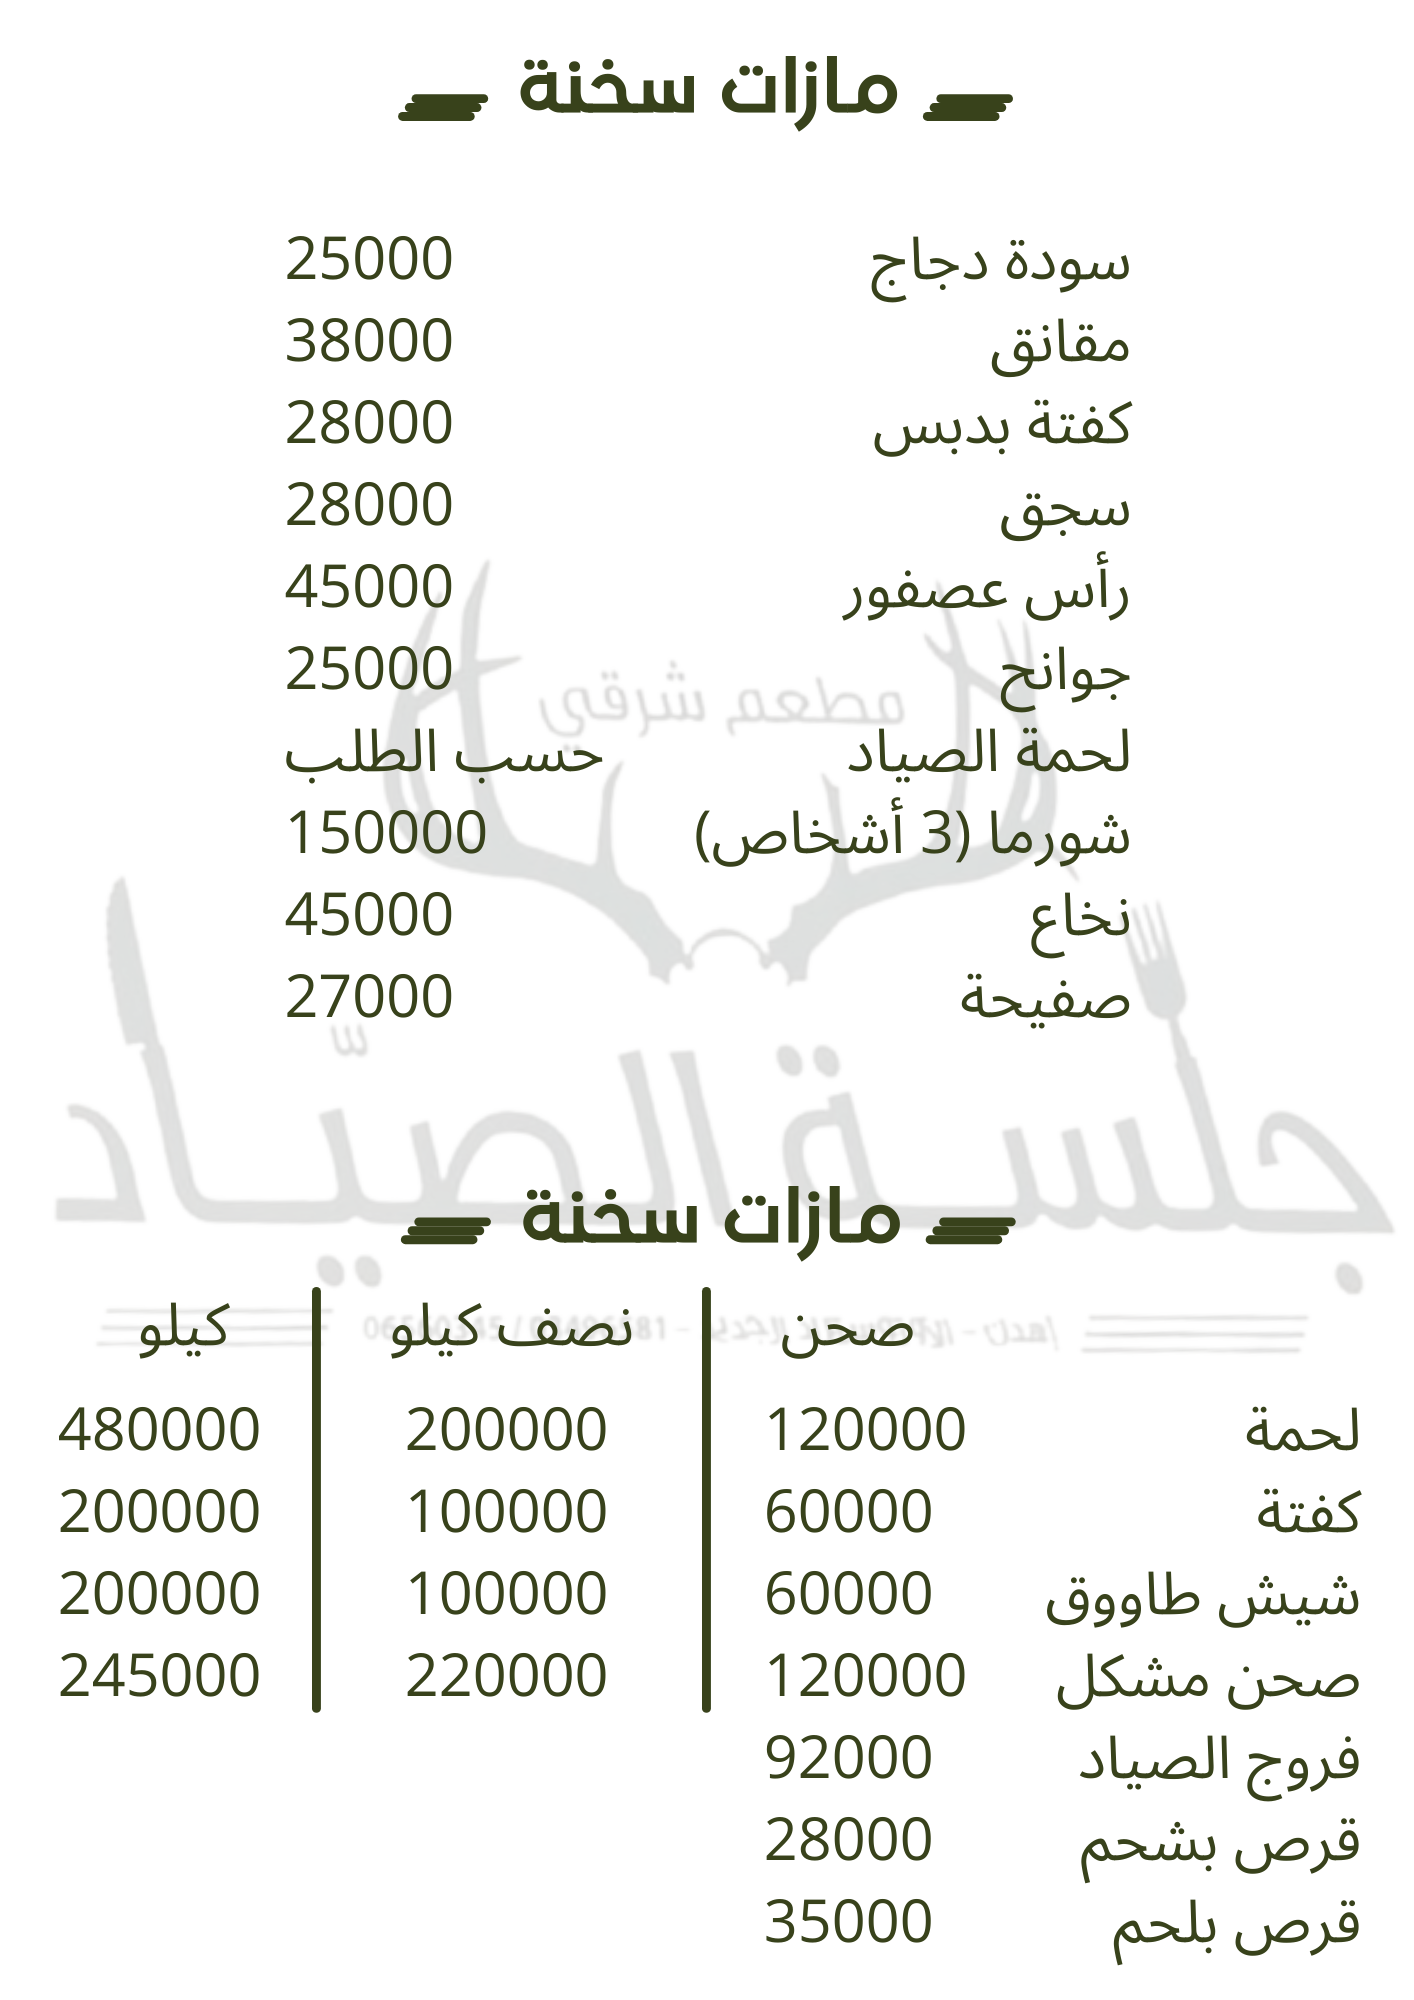 مازات سخنة
سودة دجاج 25000
مقانق 38000
كفتة بدبس 28000
سجق 28000
رأس عصفور 45000
جوانح 25000
مطعم شرقي
لحمة الصياد حسب الطلب
شورما (3 أشخاص) 150000
نخاع 45000
صفيحة 27000
جلسة الصيّاد
مازات سخنة
صحن نصف كيلو كيلو
إهدن -
لحمة 120000 200000 480000
كفتة 60000 100000 200000
شيش طاووق 60000 100000 200000
صحن مشكل 120000 220000 245000
فروج الصياد 92000
قرص بشحم 28000
قرص بلحم 35000